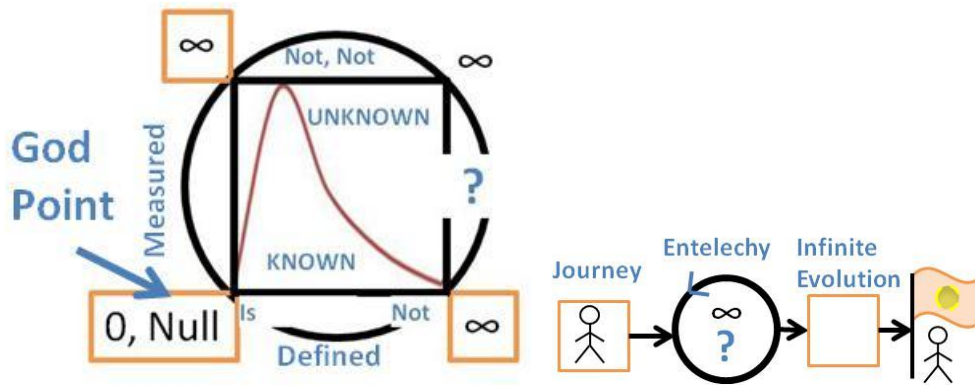 ∞
Not, Not
∞
UNKNOWN
God
Point
Measured
?
KNOWN
0, Null
Is
Not
∞
Defined
Journey
Entelechy
∞
?
Infinite
Evolution